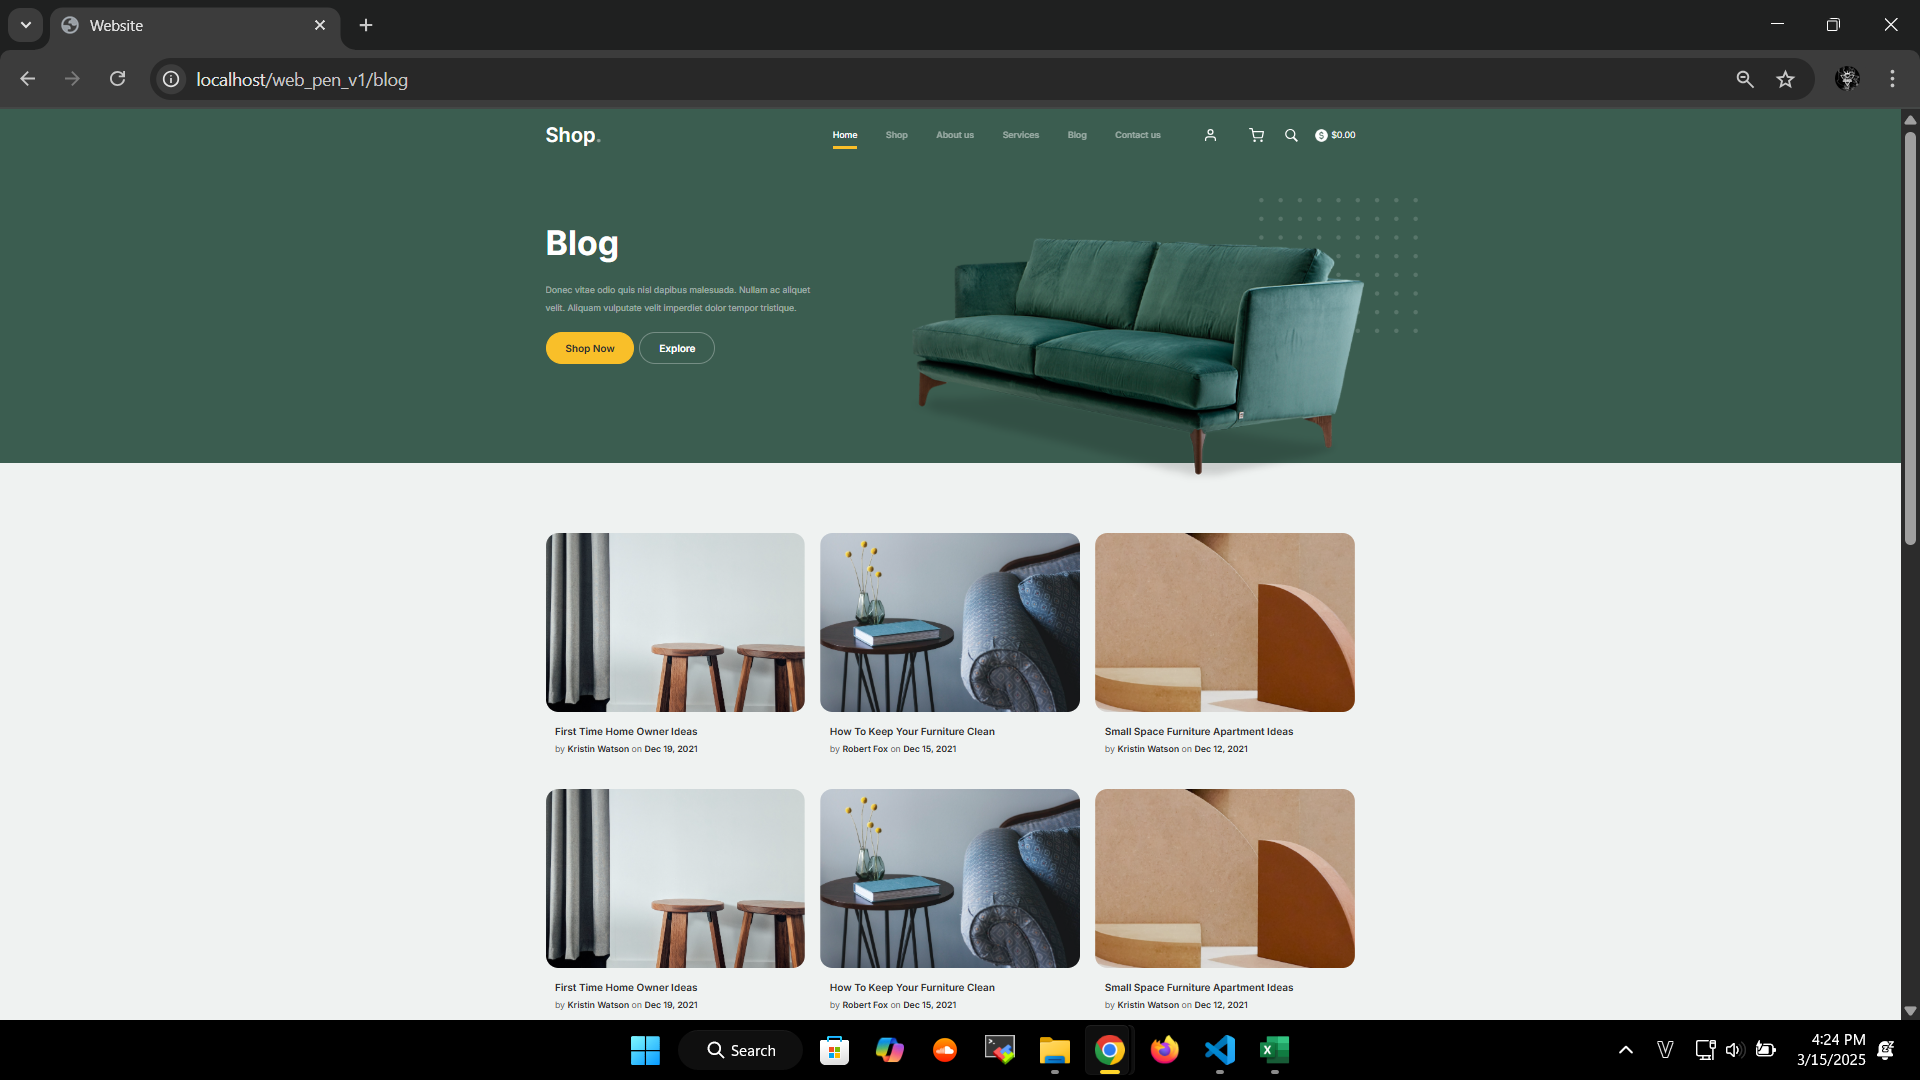 Website
localhost/web_pen_v1/blog
Shop.
Home Shop About us Services Blog Contact us $ $0.00
Blog
Donec vitae odio quis nisl dapibus malesuada. Nullam ac aliquet
velit. Aliquam vulputate velit imperdiet dolor tempor tristique.
Shop Now Explore
First Time Home Owner Ideas
by Kristin Watson on Dec 19, 2021
How To Keep Your Furniture Clean
by Robert Fox on Dec 15, 2021
Small Space Furniture Apartment Ideas
by Kristin Watson on Dec 12, 2021
First Time Home Owner Ideas
by Kristin Watson on Dec 19, 2021
How To Keep Your Furniture Clean
by Robert Fox on Dec 15, 2021
Small Space Furniture Apartment Ideas
by Kristin Watson on Dec 12, 2021
Search
4:24 PM
3/15/2025